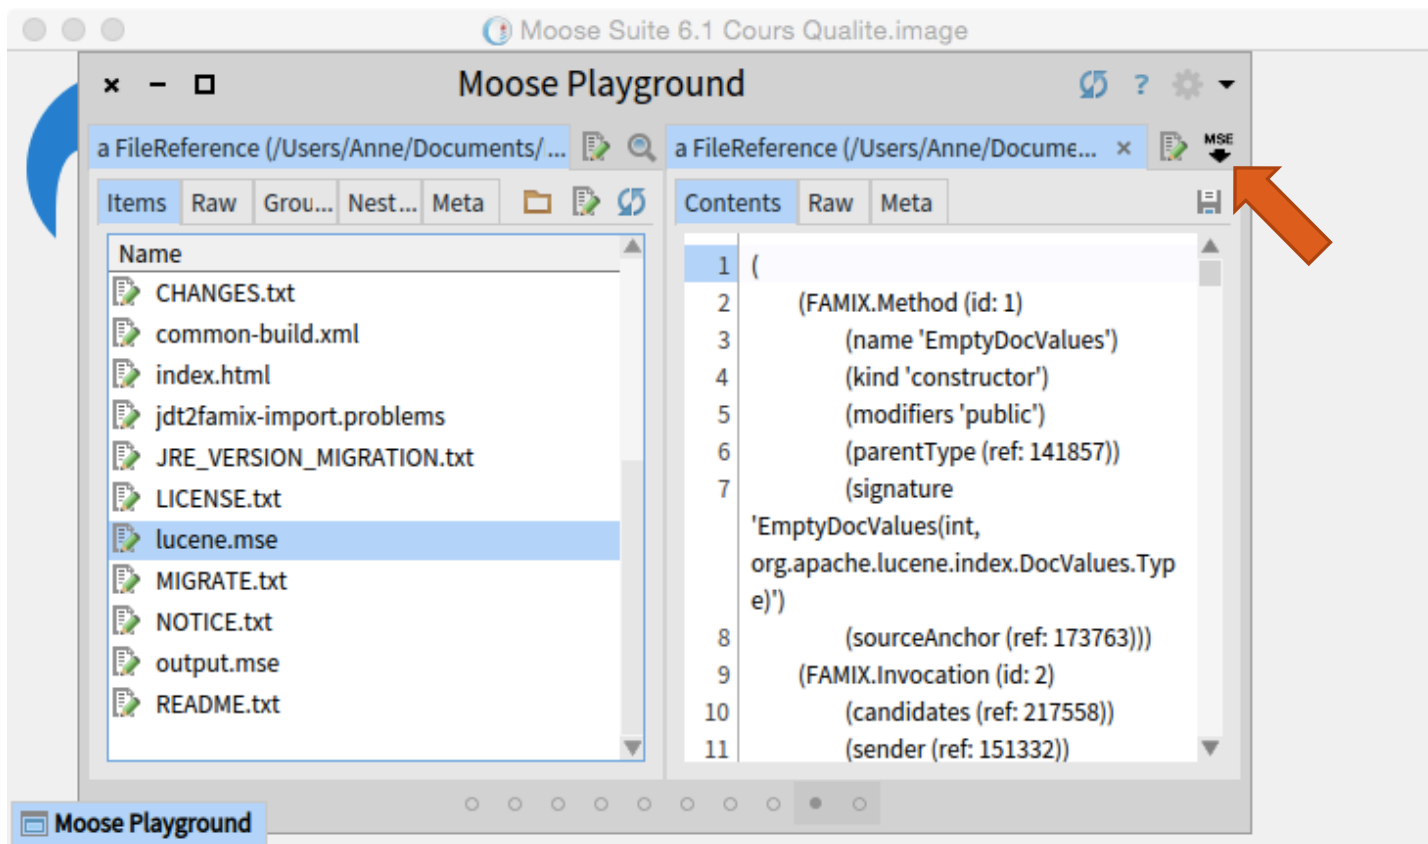 Moose Suite 6.1 Cours Qualite.image
Moose Playground
?
a FileReference (/Users/Anne/Documents/ ...
a FileReference (/Users/Anne/Docume... ×
MSE
Items Raw Grou... Nest... Meta
Contents Raw Meta
Name
CHANGES.txt
common-build.xml
index.html
jdt2famix-import.problems
JRE_VERSION_MIGRATION.txt
LICENSE.txt
lucene.mse
MIGRATE.txt
NOTICE.txt
output.mse
README.txt
1 (
2 (FAMIX.Method (id: 1)
3 (name 'EmptyDocValues')
4 (kind 'constructor')
5 (modifiers 'public')
6 (parentType (ref: 141857))
7 (signature
'EmptyDocValues(int,
org.apache.lucene.index.DocValues.Typ
e)')
8 (sourceAnchor (ref: 173763)))
9 (FAMIX.Invocation (id: 2)
10 (candidates (ref: 217558))
11 (sender (ref: 151332))
Moose Playground